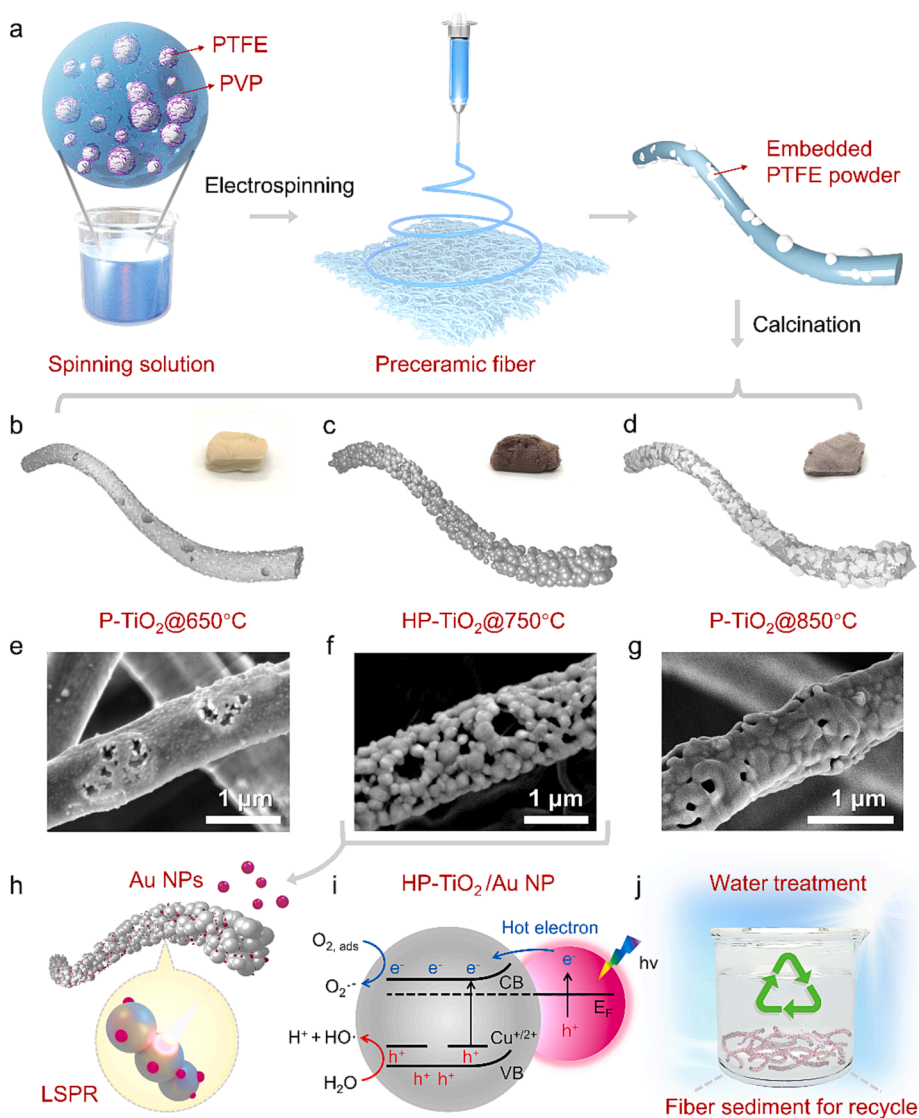 a
PTFE
PVP
Electrospinning
Embedded
PTFE powder
Calcination
Spinning solution
Preceramic fiber
b
c
d
P-TiO₂@650°C
HP-TiO₂@750°C
P-TiO₂@850°C
e
f
g
1 µm
1 µm
1 µm
h
Au NPs
LSPR
i
HP-TiO₂/Au NP
Hot electron
O₂, ads
e⁻ e⁻ e⁻
e⁻
hv
CB
O₂·⁻
E_F
h⁺
H⁺ + HO·
Cu⁺/²⁺
h⁺ h⁺
VB
h⁺ h⁺
H₂O
j
Water treatment
Fiber sediment for recycle